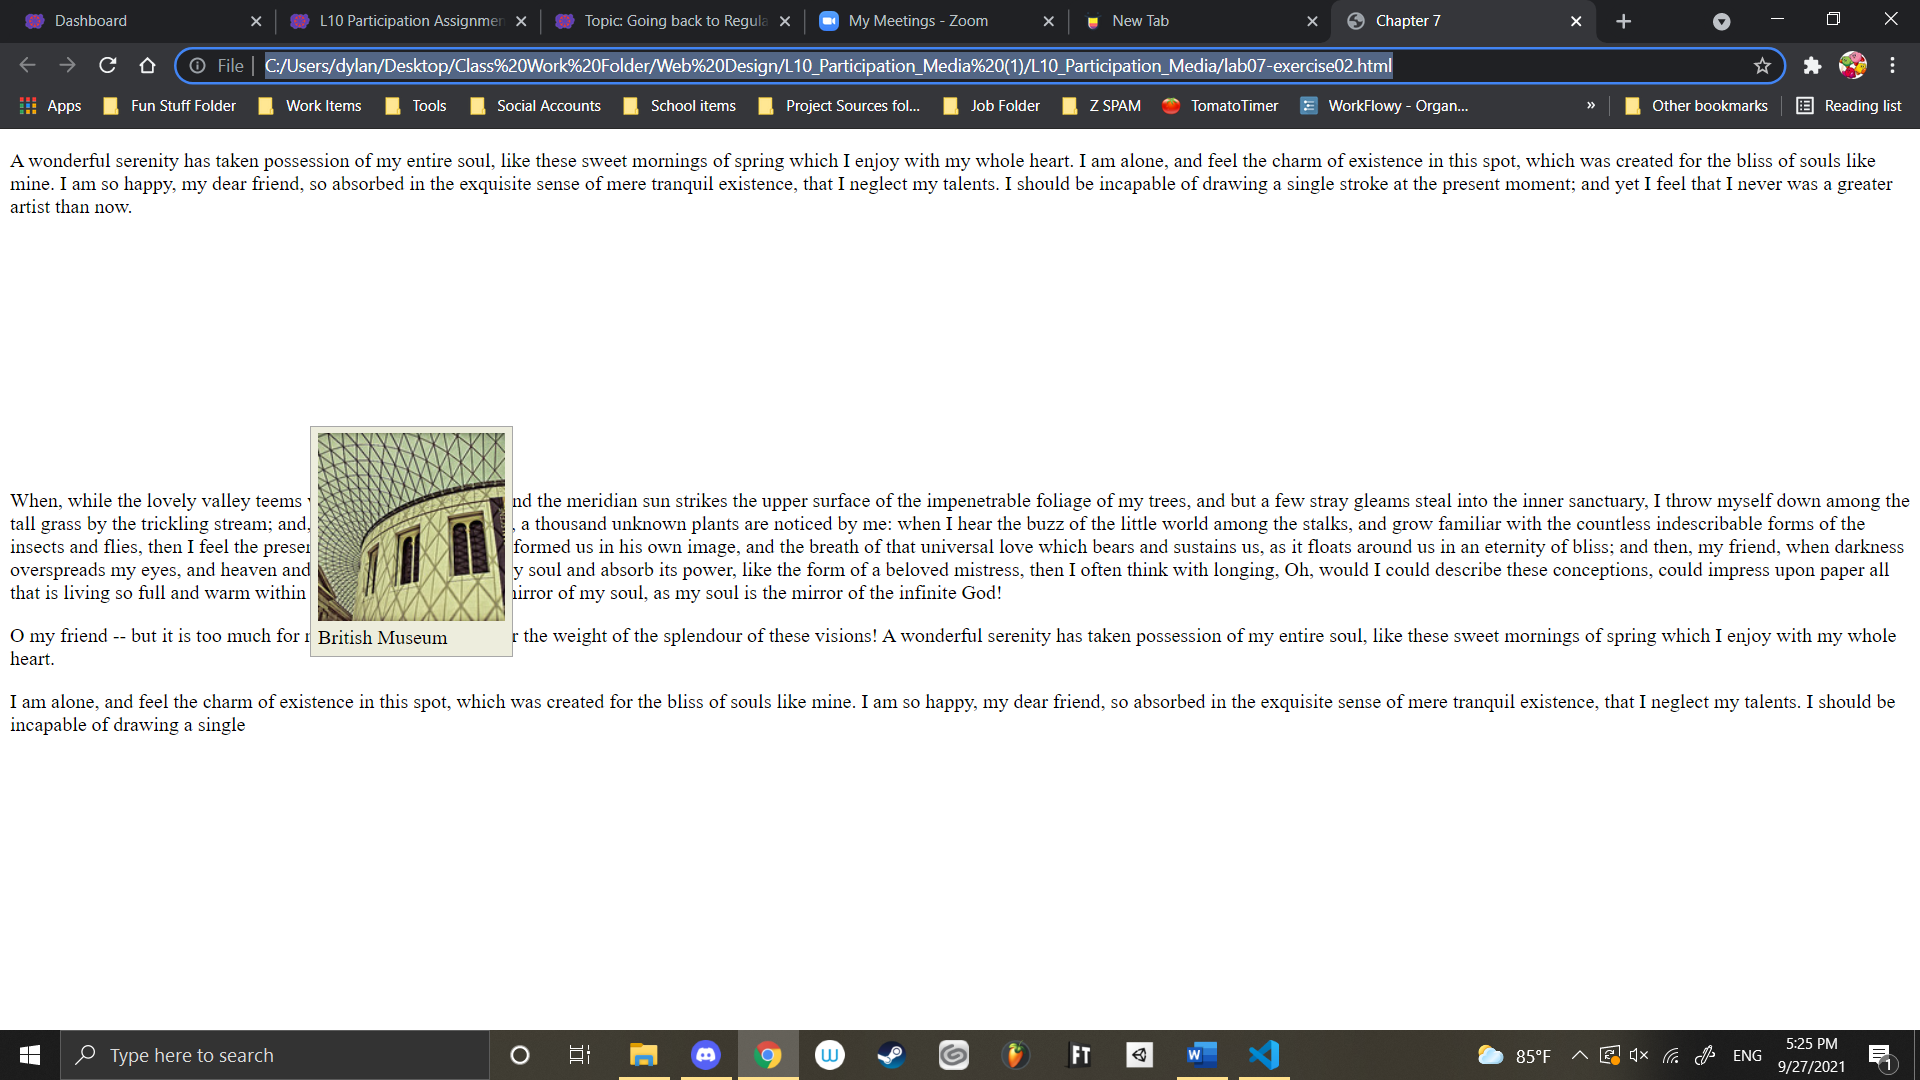 Dashboard
L10 Participation Assignmen
Topic: Going back to Regula
My Meetings - Zoom
New Tab
Chapter 7
File
C:/Users/dylan/Desktop/Class%20Work%20Folder/Web%20Design/L10_Participation_Media%20(1)/L10_Participation_Media/lab07-exercise02.html
Apps
Fun Stuff Folder
Work Items
Tools
Social Accounts
School items
Project Sources fol...
Job Folder
Z SPAM
TomatoTimer
WorkFlowy - Organ...
»
Other bookmarks
Reading list
A wonderful serenity has taken possession of my entire soul, like these sweet mornings of spring which I enjoy with my whole heart. I am alone, and feel the charm of existence in this spot, which was created for the bliss of souls like
mine. I am so happy, my dear friend, so absorbed in the exquisite sense of mere tranquil existence, that I neglect my talents. I should be incapable of drawing a single stroke at the present moment; and yet I feel that I never was a greater
artist than now.
When, while the lovely valley teems nd the meridian sun strikes the upper surface of the impenetrable foliage of my trees, and but a few stray gleams steal into the inner sanctuary, I throw myself down among the
tall grass by the trickling stream; and, , a thousand unknown plants are noticed by me: when I hear the buzz of the little world among the stalks, and grow familiar with the countless indescribable forms of the
insects and flies, then I feel the presen formed us in his own image, and the breath of that universal love which bears and sustains us, as it floats around us in an eternity of bliss; and then, my friend, when darkness
overspreads my eyes, and heaven and y soul and absorb its power, like the form of a beloved mistress, then I often think with longing, Oh, would I could describe these conceptions, could impress upon paper all
that is living so full and warm within irror of my soul, as my soul is the mirror of the infinite God!
O my friend -- but it is too much for r the weight of the splendour of these visions! A wonderful serenity has taken possession of my entire soul, like these sweet mornings of spring which I enjoy with my whole
heart.
British Museum
I am alone, and feel the charm of existence in this spot, which was created for the bliss of souls like mine. I am so happy, my dear friend, so absorbed in the exquisite sense of mere tranquil existence, that I neglect my talents. I should be
incapable of drawing a single
Type here to search
FT
85°F
ENG
5:25 PM
9/27/2021
1